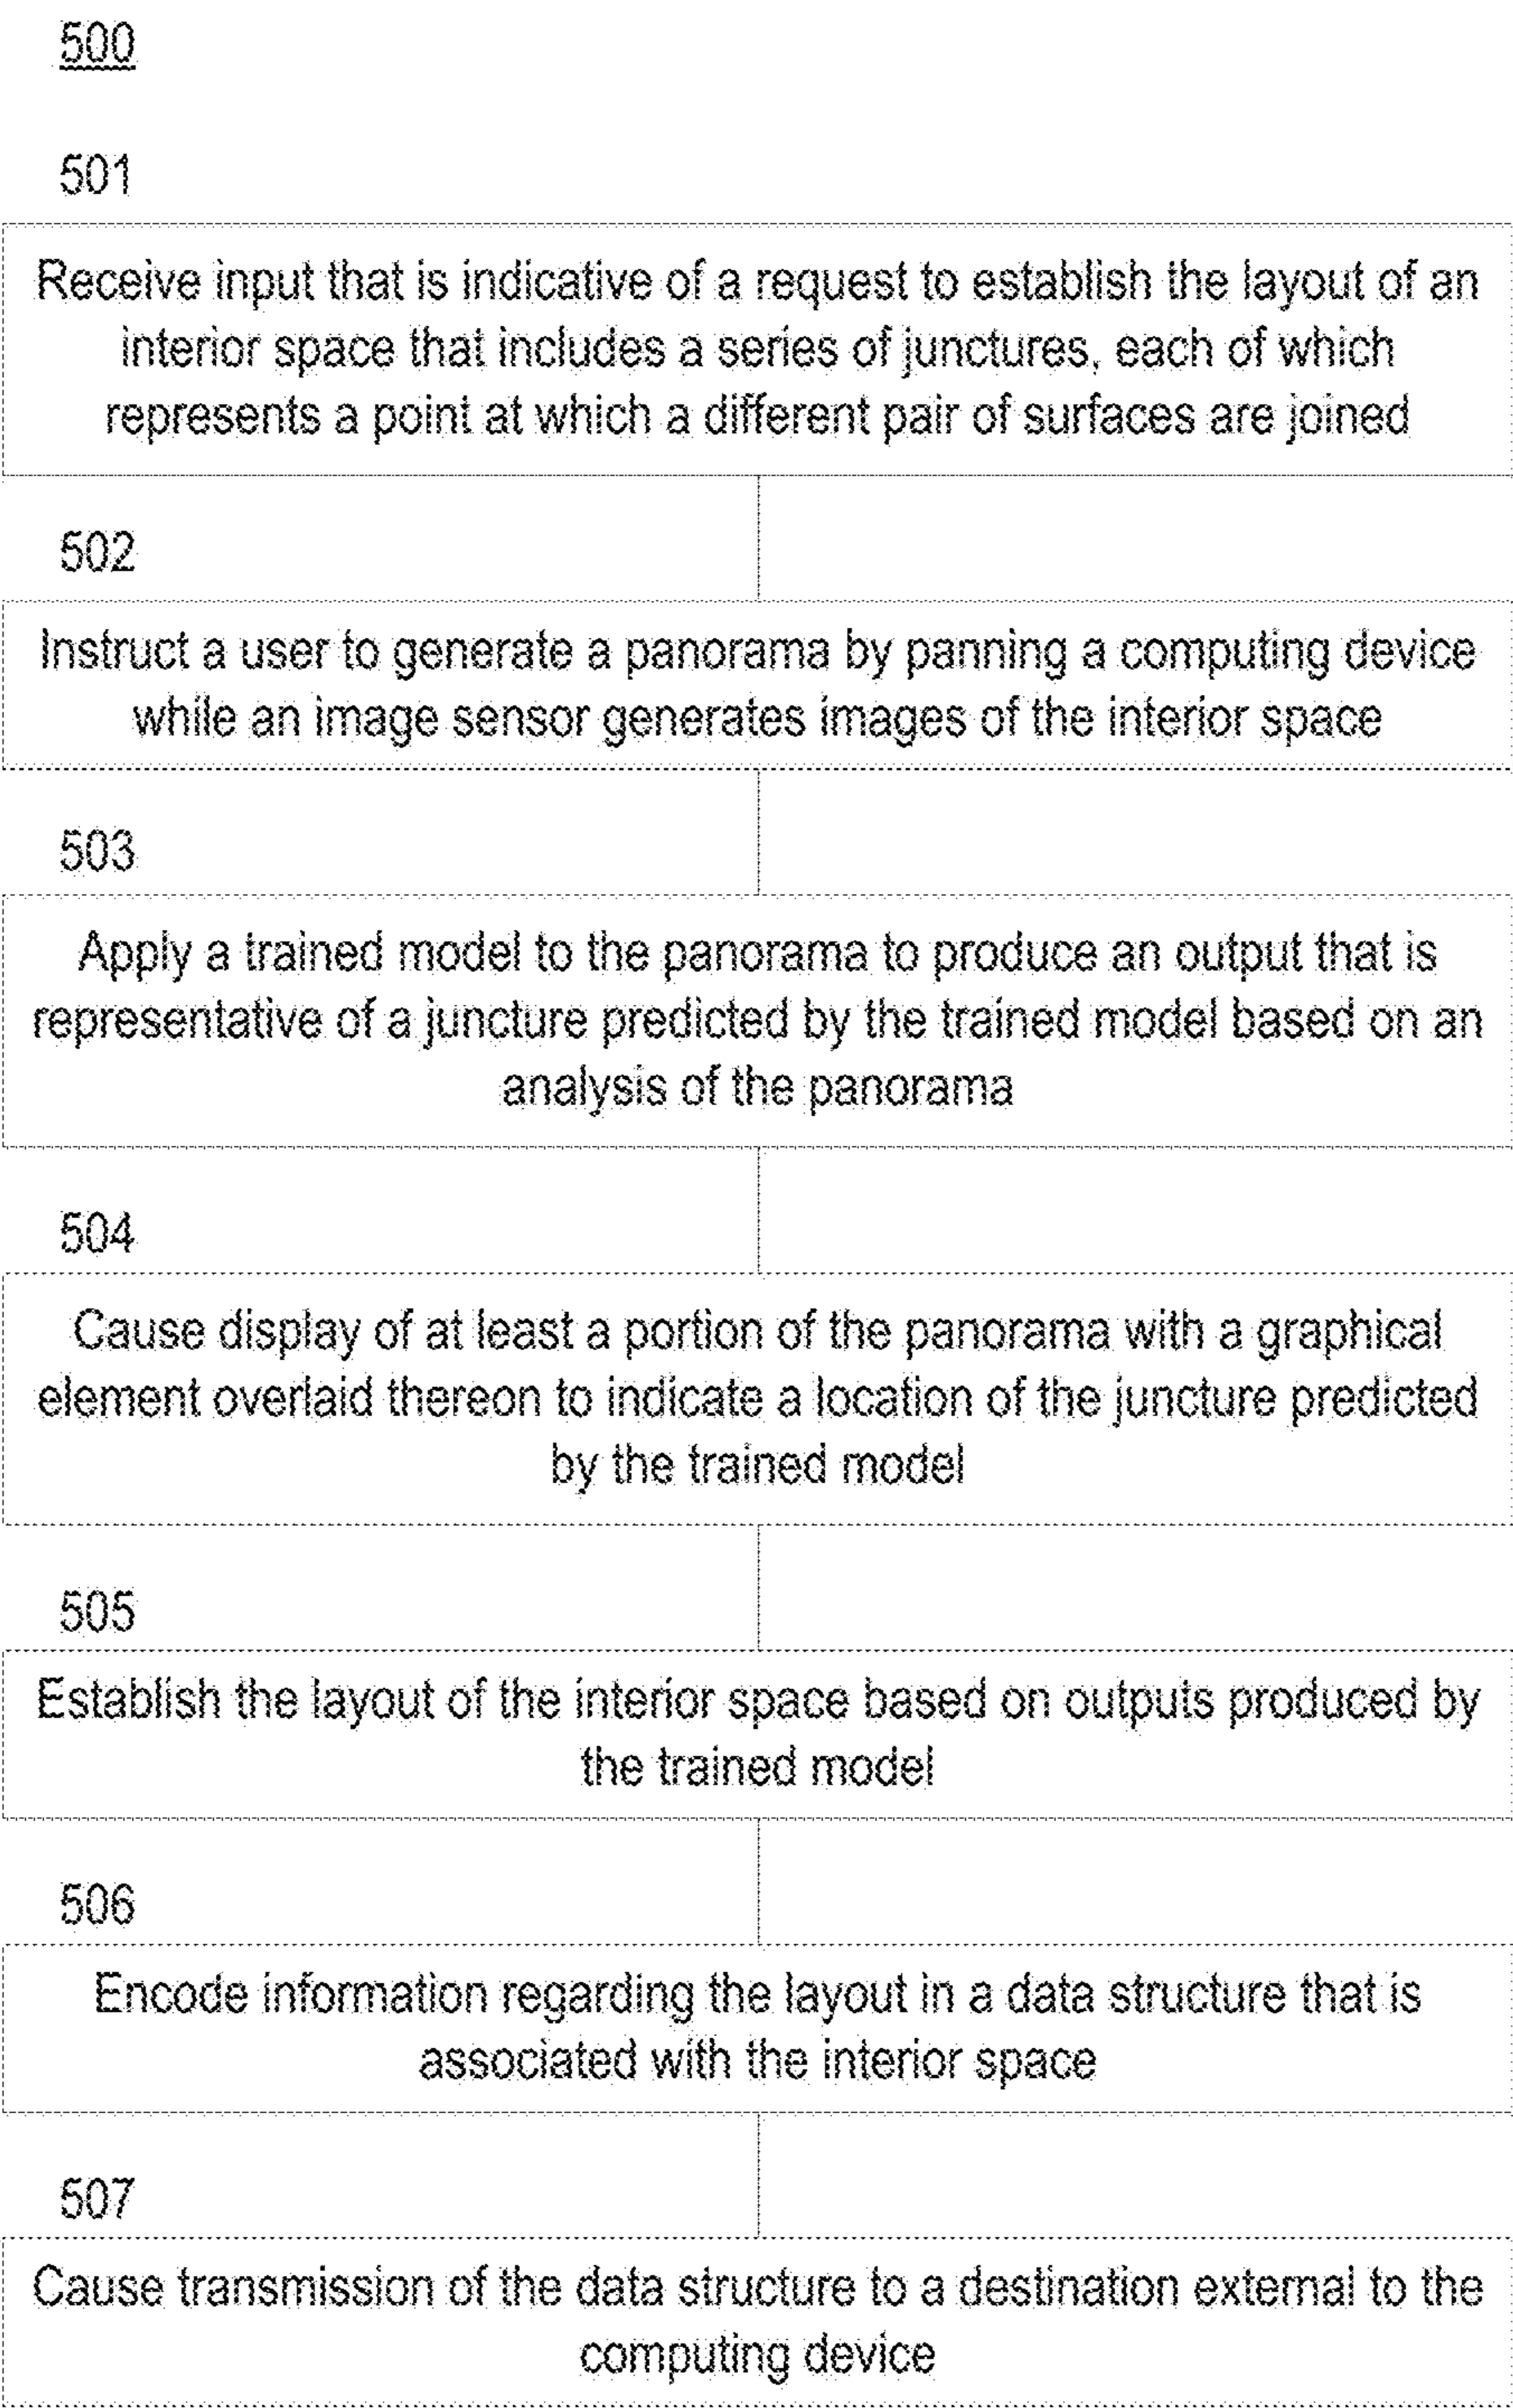 500
501
Receive input that is indicative of a request to establish the layout of an
interior space that includes a series of junctures, each of which
represents a point at which a different pair of surfaces are joined
502
Instruct a user to generate a panorama by panning a computing device
while an image sensor generates images of the interior space
503
Apply a trained model to the panorama to produce an output that is
representative of a juncture predicted by the trained model based on an
analysis of the panorama
504
Cause display of at least a portion of the panorama with a graphical
element overlaid thereon to indicate a location of the juncture predicted
by the trained model
505
Establish the layout of the interior space based on outputs produced by
the trained model
506
Encode information regarding the layout in a data structure that is
associated with the interior space
507
Cause transmission of the data structure to a destination external to the
computing device